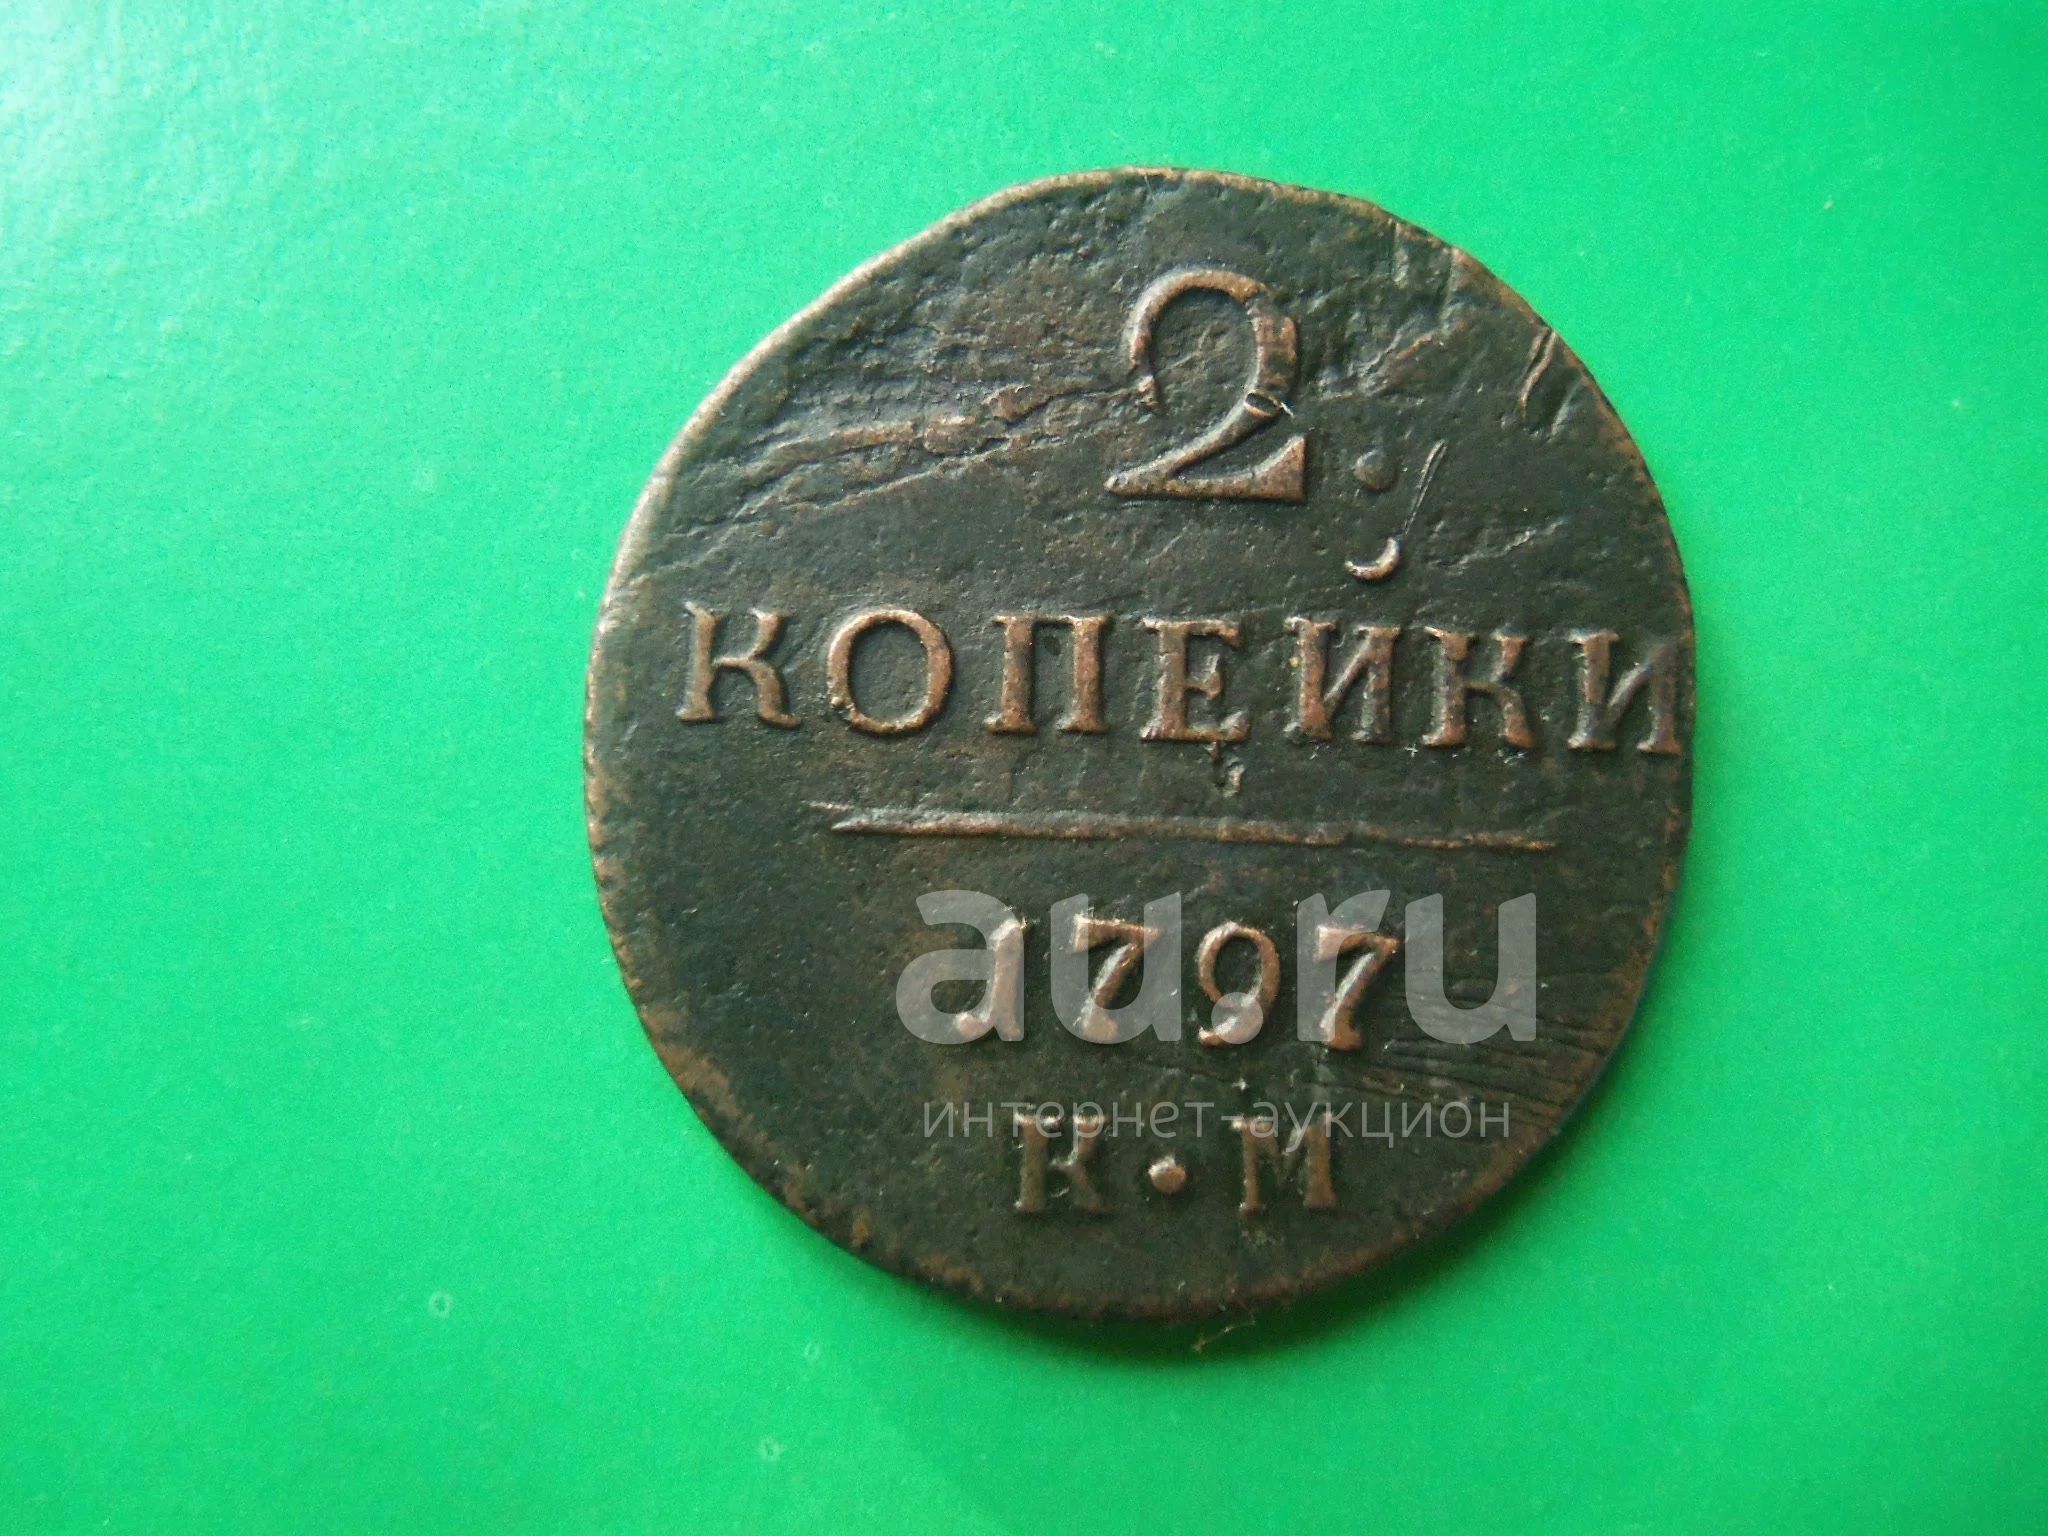 2
КОПЕЙКИ
1797
К·М
au.ru
интернет-аукцион